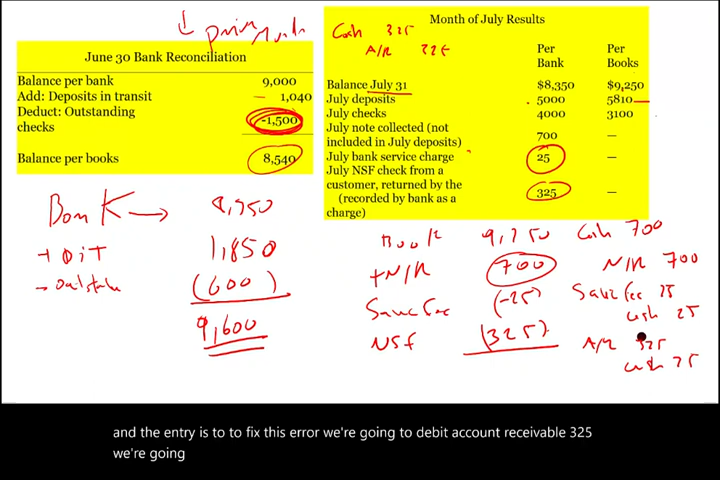 prior month
June 30 Bank Reconciliation
Balance per bank 9,000
Add: Deposits in transit 1,040
Deduct: Outstanding checks -1,500
Balance per books 8,540
Cash 325
A/R 325
Month of July Results
Per Bank Per Books
Balance July 31 $8,350 $9,250
July deposits 5000 5810
July checks 4000 3100
July note collected (not included in July deposits) 700 —
July bank service charge 25 —
July NSF check from a customer, returned by the (recorded by bank as a charge) 325 —
Bank → 8,350
+ DiT 1,850
(600)
9,600
Book 9,250
+N/R 700
(-25)
NSF (325)
Cash 700
N/R 700
25
Cash 25
A/R 325
Cash 25
and the entry is to to fix this error we're going to debit account receivable 325
we're going